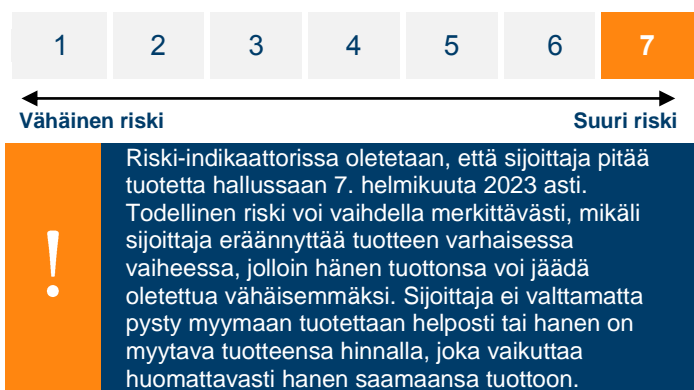 1 2 3 4 5 6 7
Vähäinen riski Suuri riski
Riski-indikaattorissa oletetaan, että sijoittaja pitää
tuotetta hallussaan 7. helmikuuta 2023 asti.
Todellinen riski voi vaihdella merkittävästi, mikäli
sijoittaja eräännyttää tuotteen varhaisessa
vaiheessa, jolloin hänen tuottonsa voi jäädä
oletettua vähäisemmäksi. Sijoittaja ei valttamatta
pysty myymaan tuotettaan helposti tai hanen on
myytava tuotteensa hinnalla, joka vaikuttaa
huomattavasti hanen saamaansa tuottoon.
!